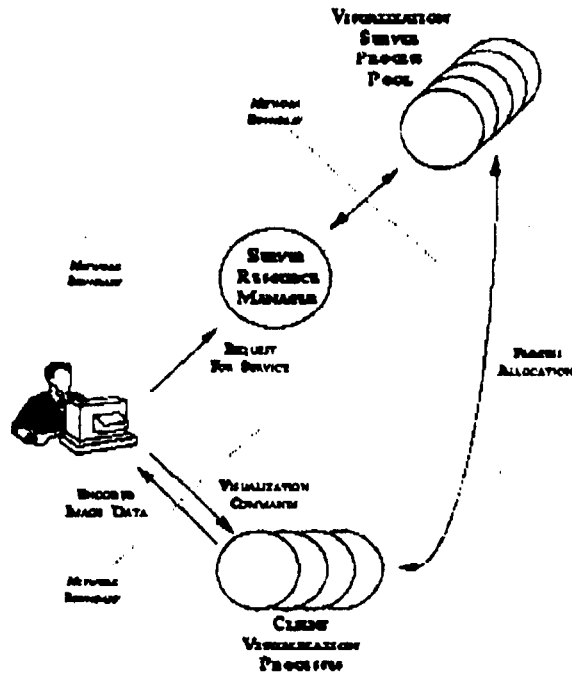 VISUALIZATION
SERVER
PROCESS
POOL
NETWORK
BOUNDARY
SERVER
RESOURCE
MANAGER
NETWORK
BOUNDARY
REQUEST
FOR SERVICE
PROCESS
ALLOCATION
ENCODED
IMAGE DATA
VISUALIZATION
COMMANDS
NETWORK
BOUNDARY
CLIENT
VISUALIZATION
PROCESSES